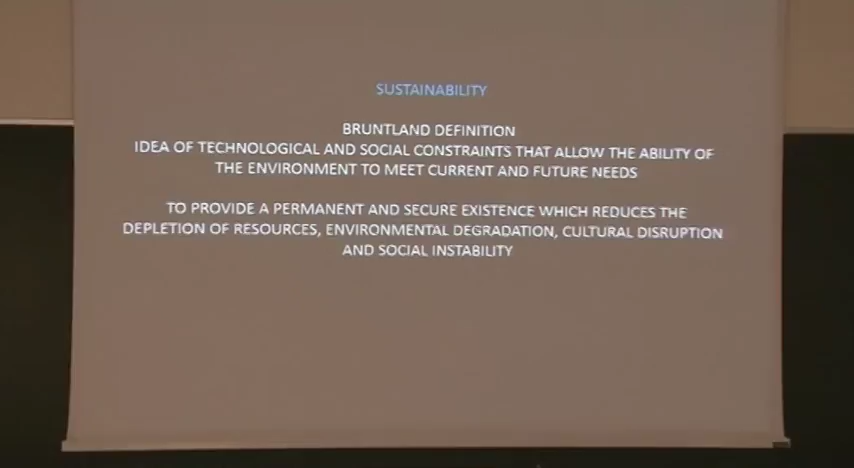 SUSTAINABILITY
BRUNTLAND DEFINITION
IDEA OF TECHNOLOGICAL AND SOCIAL CONSTRAINTS THAT ALLOW THE ABILITY OF
THE ENVIRONMENT TO MEET CURRENT AND FUTURE NEEDS
TO PROVIDE A PERMANENT AND SECURE EXISTENCE WHICH REDUCES THE
DEPLETION OF RESOURCES, ENVIRONMENTAL DEGRADATION, CULTURAL DISRUPTION
AND SOCIAL INSTABILITY